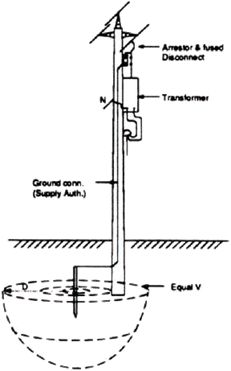 Arrestor & fused
Disconnect
N
Transformer
Ground conn.
(Supply Auth.)
D
Equal V